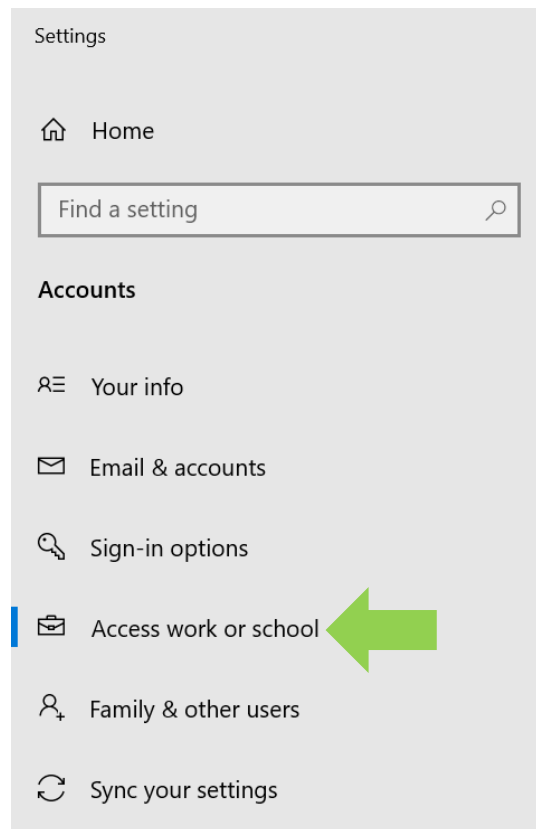 Settings
Home
Find a setting
Accounts
Your info
Email & accounts
Sign-in options
Access work or school
Family & other users
Sync your settings